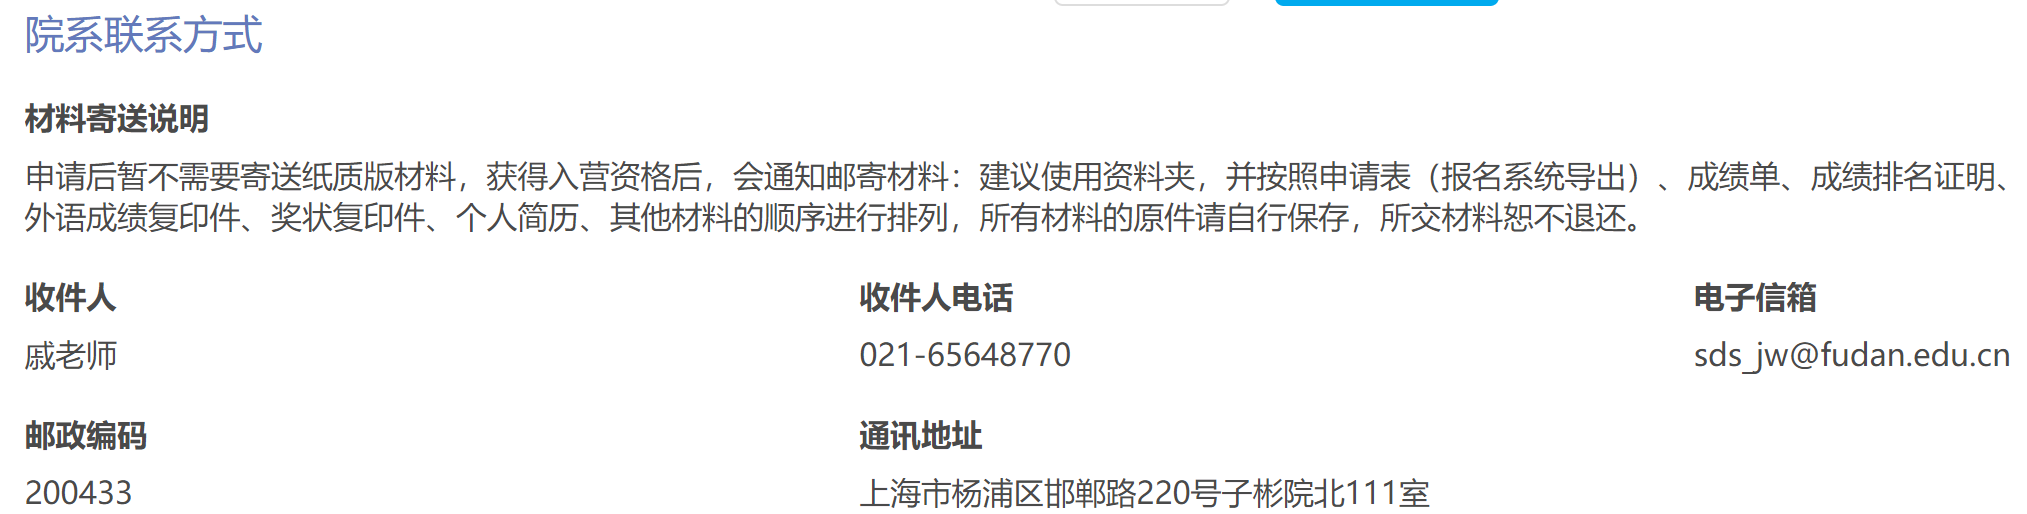 院系联系方式
材料寄送说明
申请后暂不需要寄送纸质版材料，获得入营资格后，会通知邮寄材料：建议使用资料夹，并按照申请表（报名系统导出）、成绩单、成绩排名证明、
外语成绩复印件、奖状复印件、个人简历、其他材料的顺序进行排列，所有材料的原件请自行保存，所交材料恕不退还。
收件人 收件人电话 电子信箱
戚老师 021-65648770 sds_jw@fudan.edu.cn
邮政编码 通讯地址
200433 上海市杨浦区邯郸路220号子彬院北111室